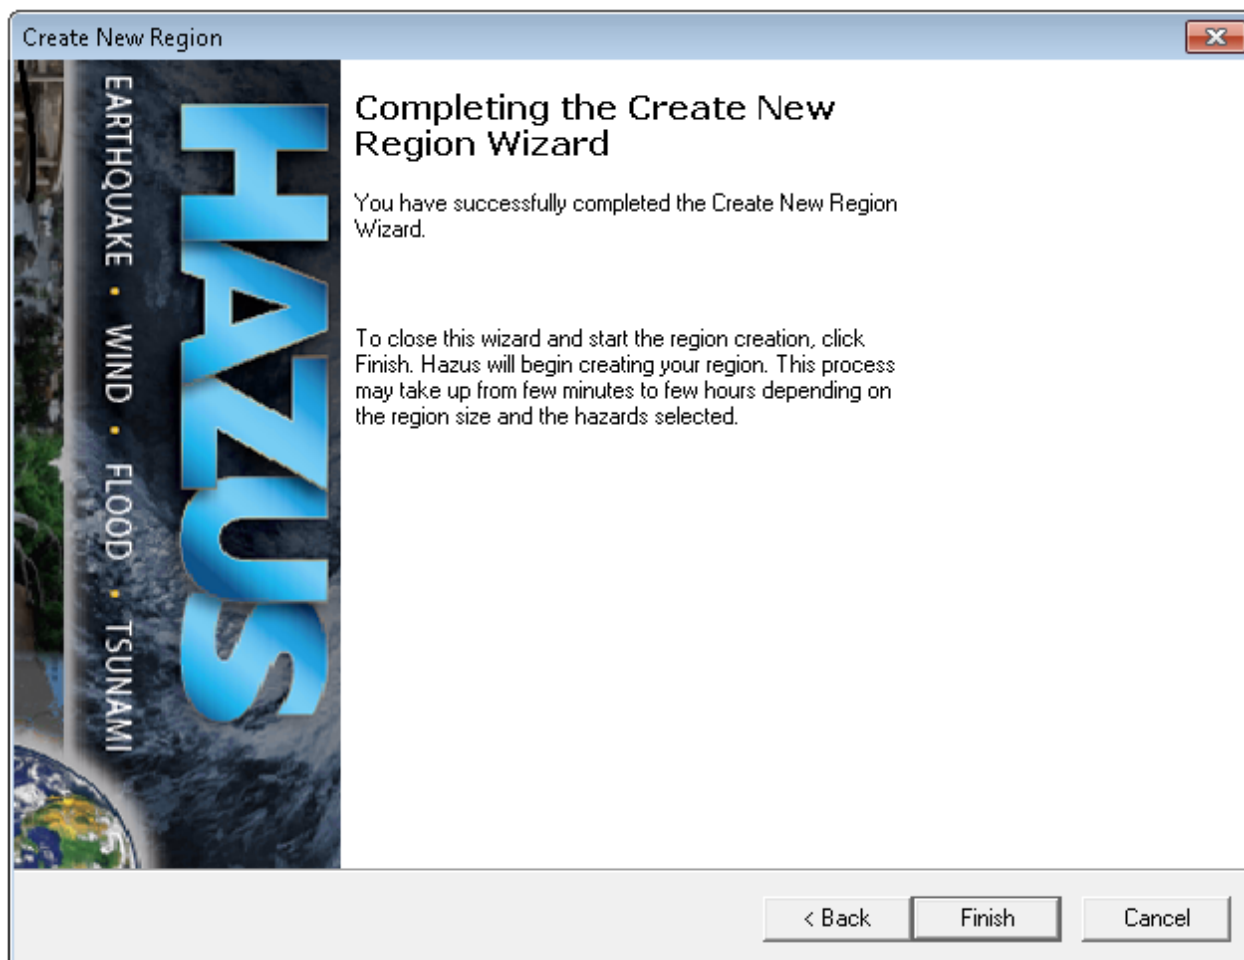 Create New Region
EARTHQUAKE • WIND • FLOOD • TSUNAMI
HAZUS
Completing the Create New
Region Wizard
You have successfully completed the Create New Region
Wizard.
To close this wizard and start the region creation, click
Finish. Hazus will begin creating your region. This process
may take up from few minutes to few hours depending on
the region size and the hazards selected.
< Back
Finish
Cancel